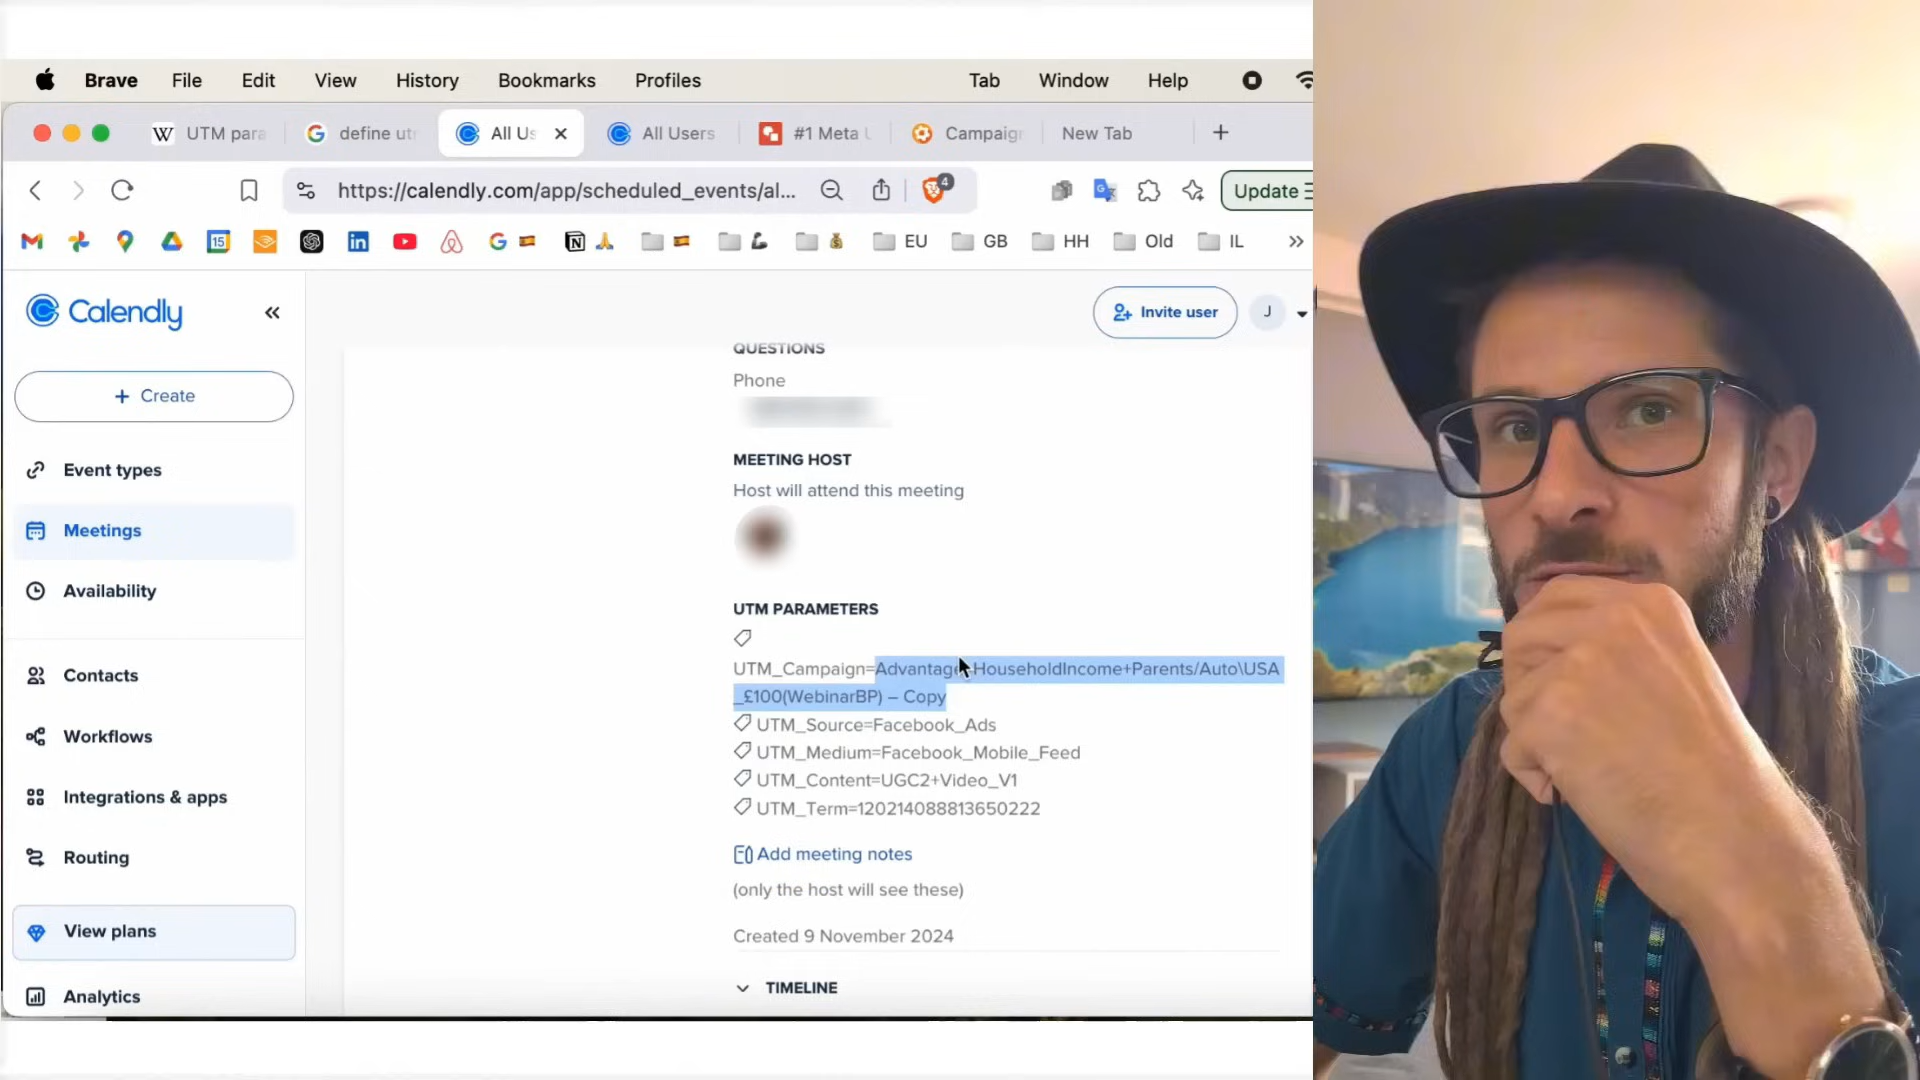 Brave File Edit View History Bookmarks Profiles Tab Window Help
UTM para
define ut
All Us
All Users
#1 Meta
Campaig
New Tab
https://calendly.com/app/scheduled_events/al...
4
Update
15
EU
GB
HH
Old
IL
Calendly
Invite user
J
Create
Event types
Meetings
Availability
Contacts
Workflows
Integrations & apps
Routing
View plans
Analytics
QUESTIONS
Phone
MEETING HOST
Host will attend this meeting
UTM PARAMETERS
UTM_Campaign=Advantage HouseholdIncome+Parents/Auto\USA
_£100(WebinarBP) – Copy
UTM_Source=Facebook_Ads
UTM_Medium=Facebook_Mobile_Feed
UTM_Content=UGC2+Video_V1
UTM_Term=120214088813650222
Add meeting notes
(only the host will see these)
Created 9 November 2024
TIMELINE